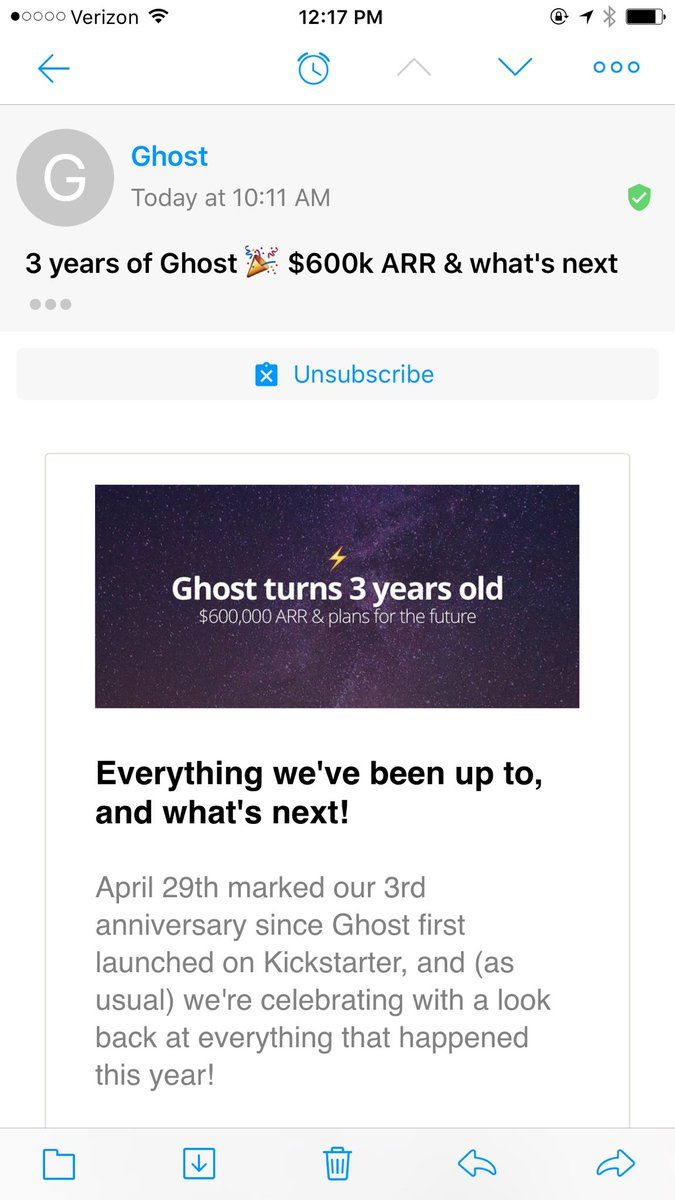 Verizon 12:17 PM
G
Ghost
Today at 10:11 AM
3 years of Ghost 🎉 $600k ARR & what's next
Unsubscribe
Ghost turns 3 years old
$600,000 ARR & plans for the future
Everything we've been up to,
and what's next!
April 29th marked our 3rd
anniversary since Ghost first
launched on Kickstarter, and (as
usual) we're celebrating with a look
back at everything that happened
this year!